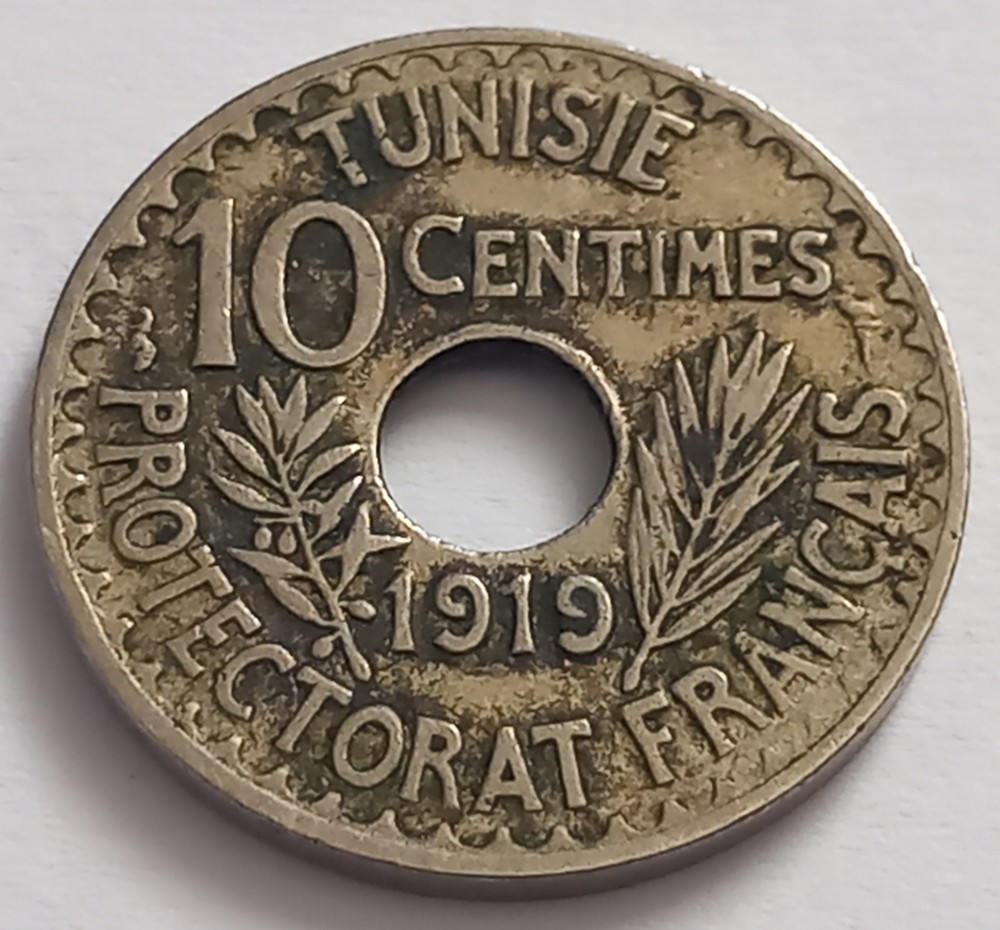 TUNISIE
10 CENTIMES
1919
PROTECTORAT FRANÇAIS